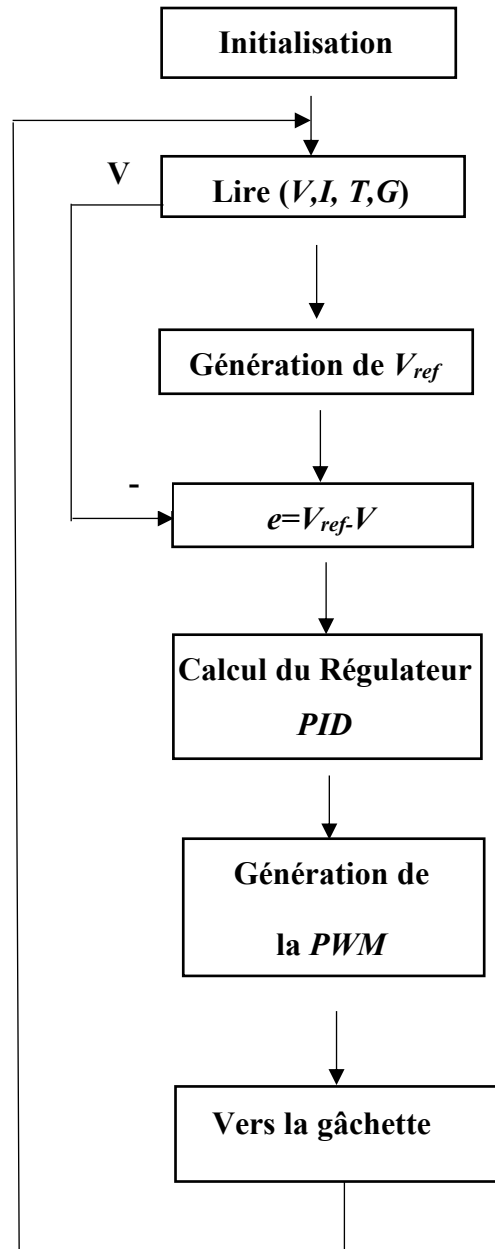 Initialisation
V
Lire (V,I, T,G)
Génération de Vref
-
e=Vref-V
Calcul du Régulateur
PID
Génération de
la PWM
Vers la gâchette